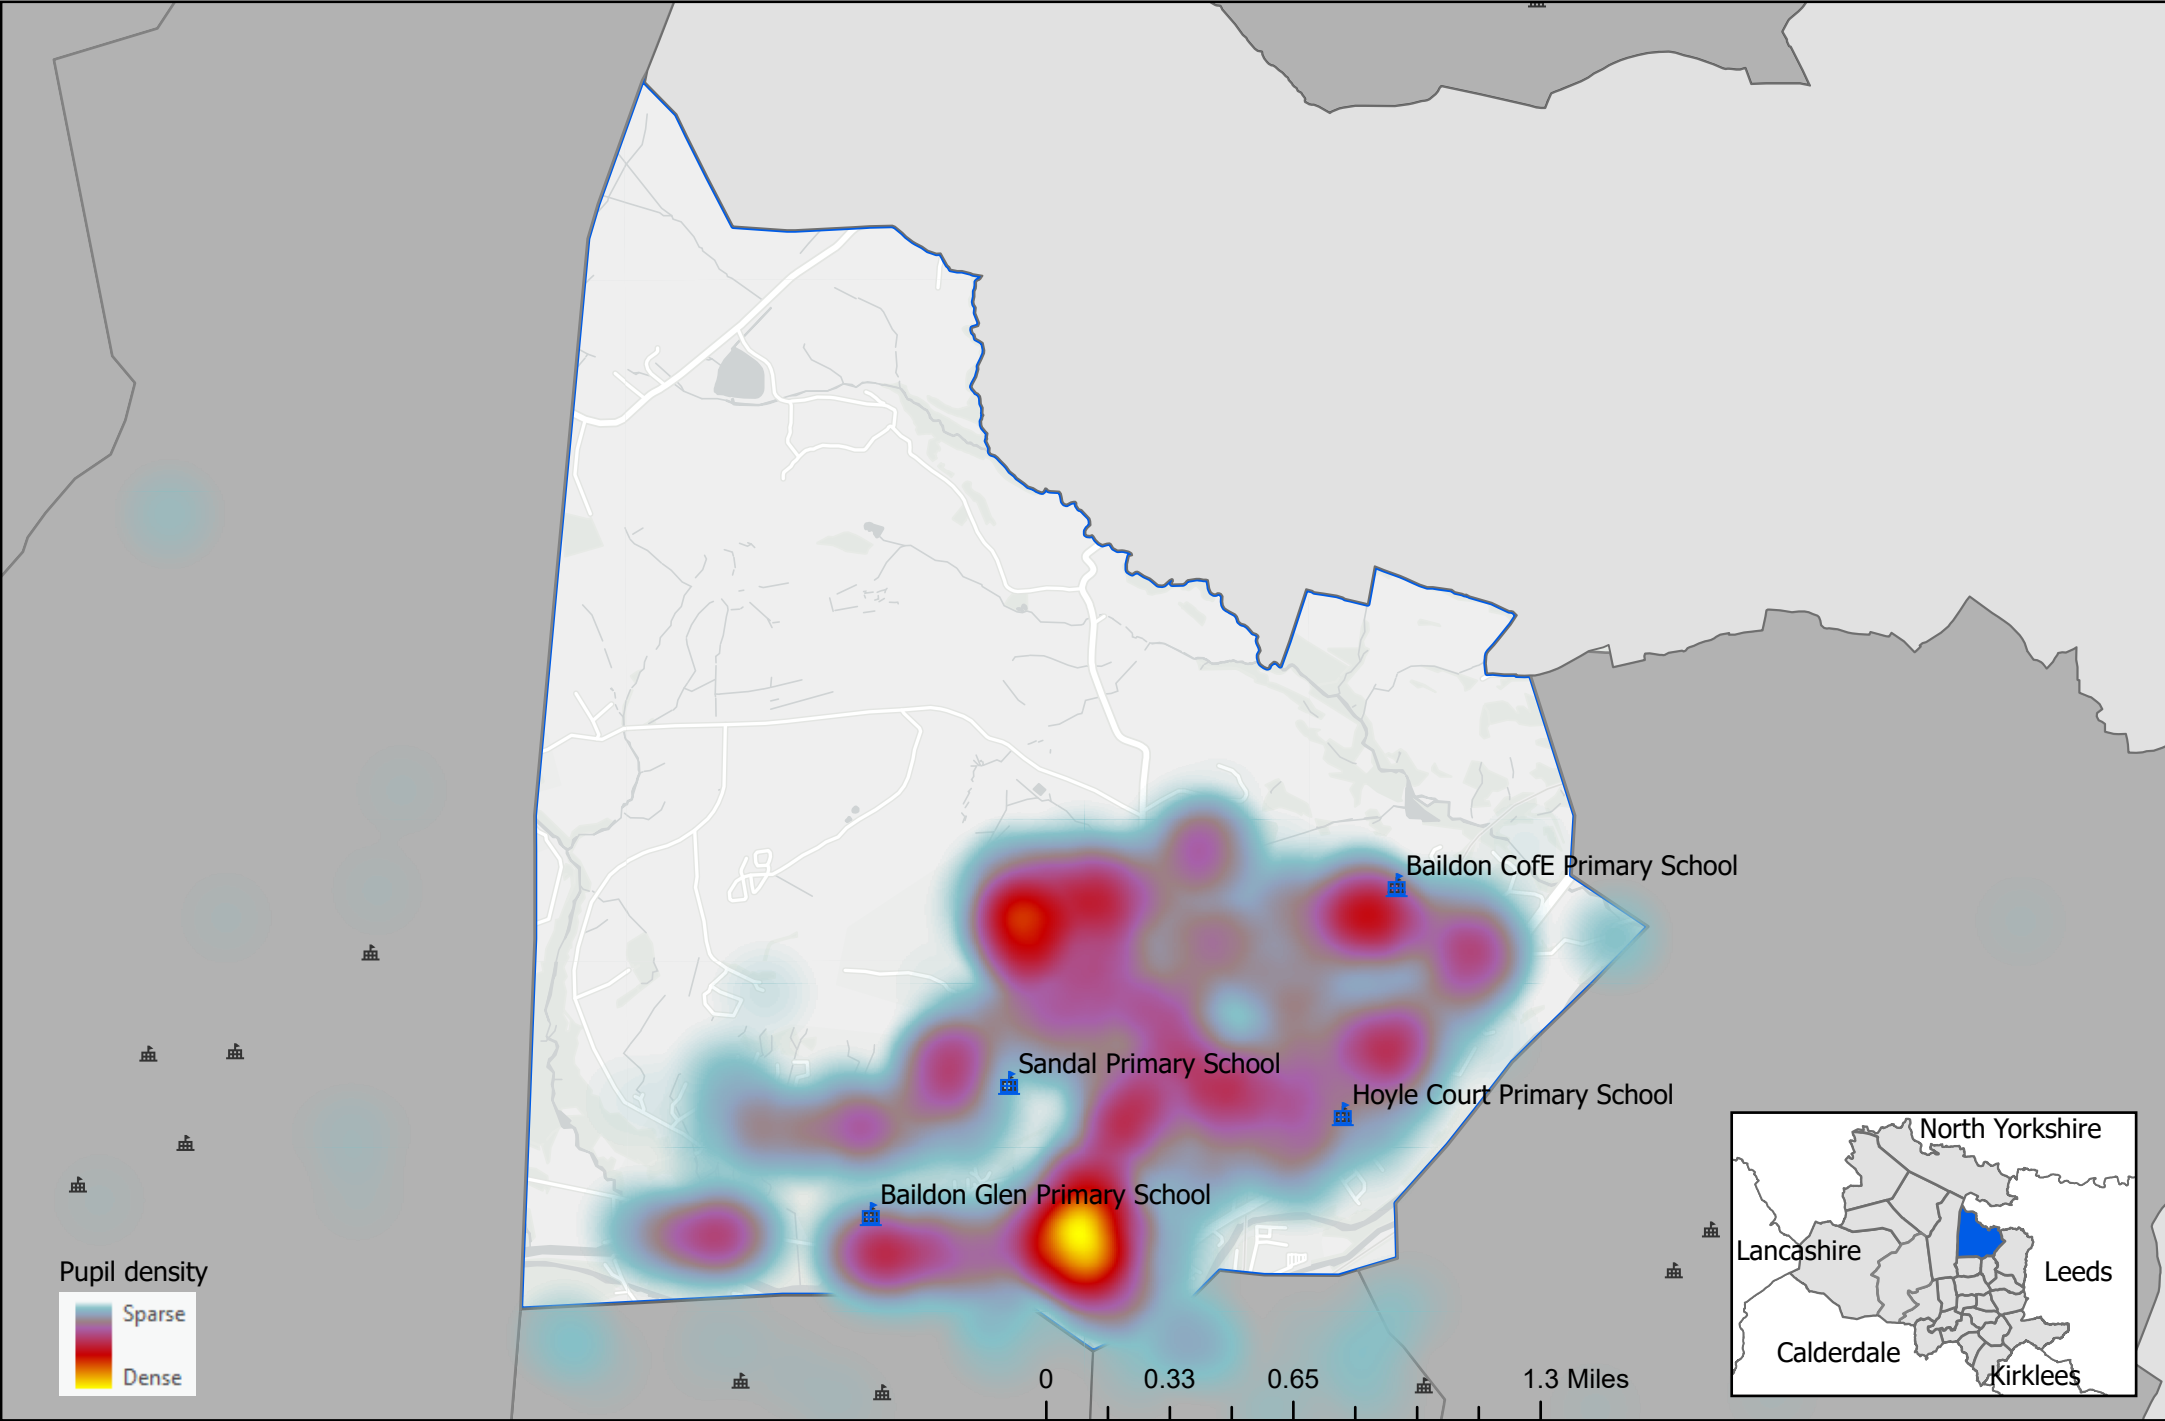 Baildon CofE Primary School
Sandal Primary School
Hoyle Court Primary School
Baildon Glen Primary School
Pupil density
Sparse
Dense
0 0.33 0.65 1.3 Miles
North Yorkshire
Lancashire
Leeds
Calderdale
Kirklees